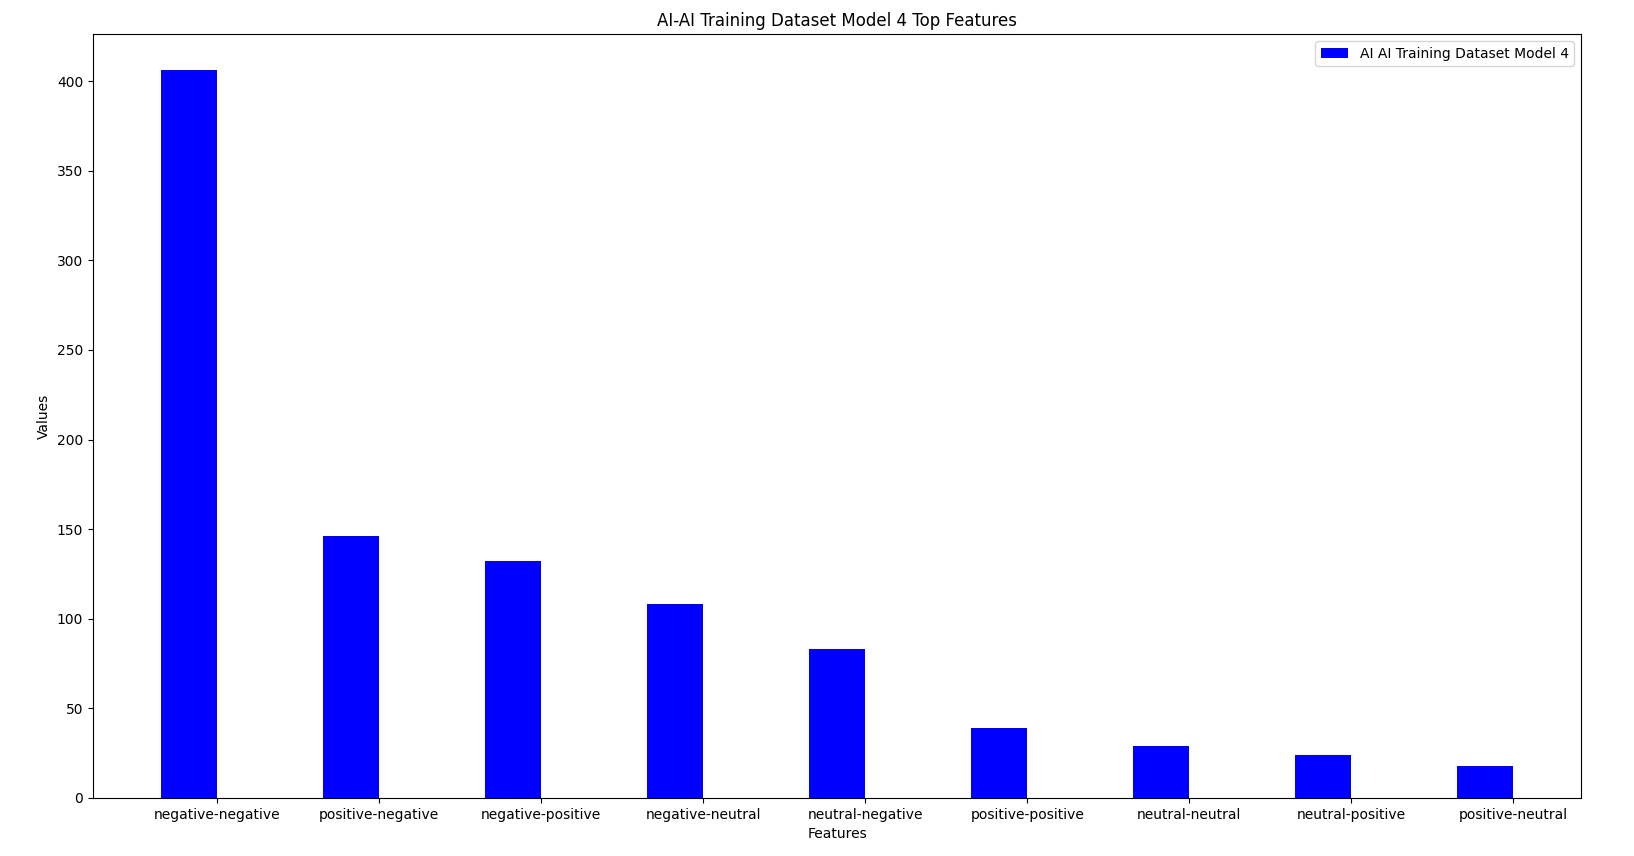 AI-AI Training Dataset Model 4 Top Features
AI AI Training Dataset Model 4
400
350
300
250
200
150
100
50
0
Values
negative-negative positive-negative negative-positive negative-neutral neutral-negative positive-positive neutral-neutral neutral-positive positive-neutral
Features